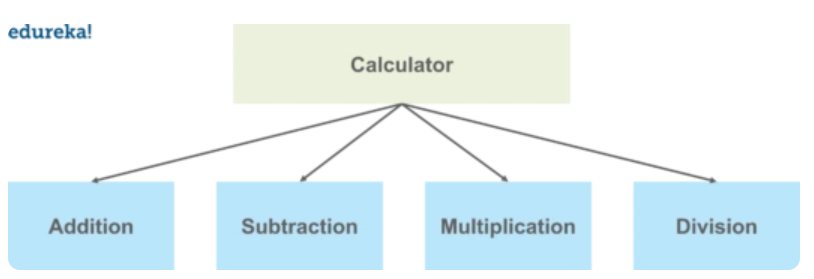 edureka!
Calculator
Addition
Subtraction
Multiplication
Division